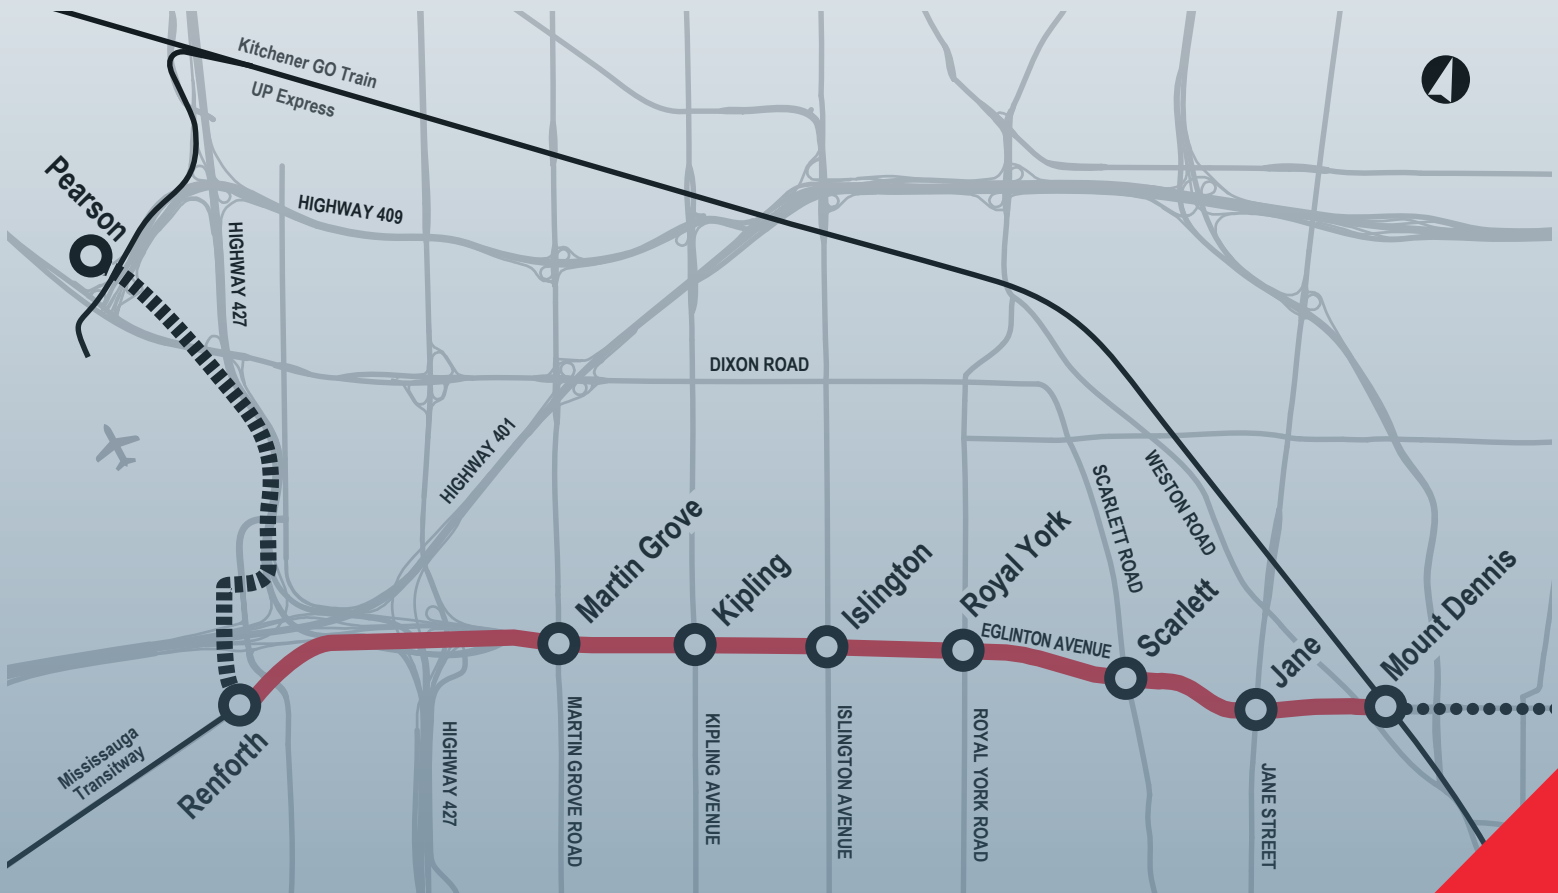 Kitchener GO Train
UP Express
Pearson
HIGHWAY 409
HIGHWAY 427
DIXON ROAD
HIGHWAY 401
SCARLETT ROAD
WESTON ROAD
Martin Grove
Kipling
Islington
Royal York
EGLINTON AVENUE
Scarlett
Jane
Mount Dennis
Mississauga
Transitway
Renforth
HIGHWAY 427
MARTIN GROVE ROAD
KIPLING AVENUE
ISLINGTON AVENUE
ROYAL YORK ROAD
JANE STREET